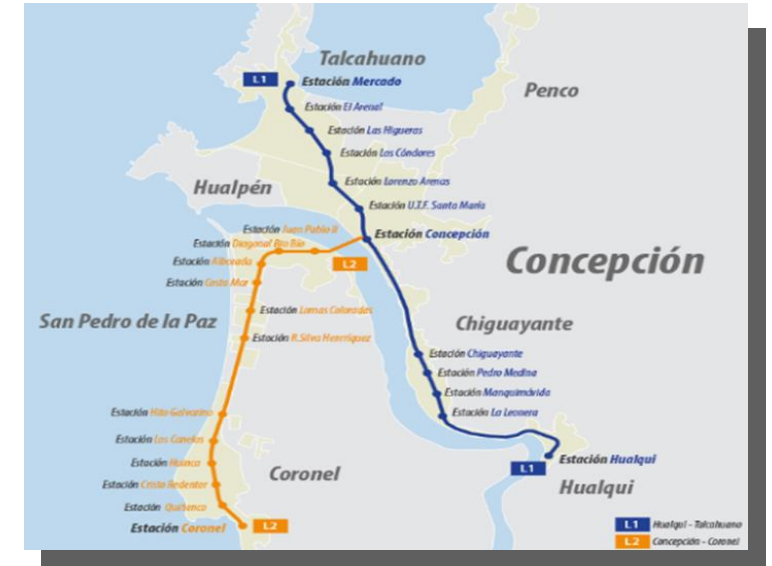 Talcahuano
L1 Estación Mercado
Penco
Estación El Arenal
Estación Las Higueras
Estación Los Cóndores
Estación Lorenzo Arenas
Hualpén
Estación U.T.F. Santa María
Estación Juan Pablo II
Estación Concepción
Estación Diagonal Bio Bio
Estación Alborada
L2
Concepción
Estación Costa Mar
Estación Lomas Coloradas
San Pedro de la Paz
Chiguayante
Estación R. Silva Henríquez
Estación Chiguayante
Estación Pedro Medina
Estación Manquimávida
Estación Hito Galvarino
Estación La Leonera
Estación Los Canelos
Estación Huinca
Coronel
L1 Estación Hualqui
Estación Cristo Redentor
Hualqui
Estación
Estación Coronel L2
L1 Hualqui - Talcahuano
L2 Concepción - Coronel